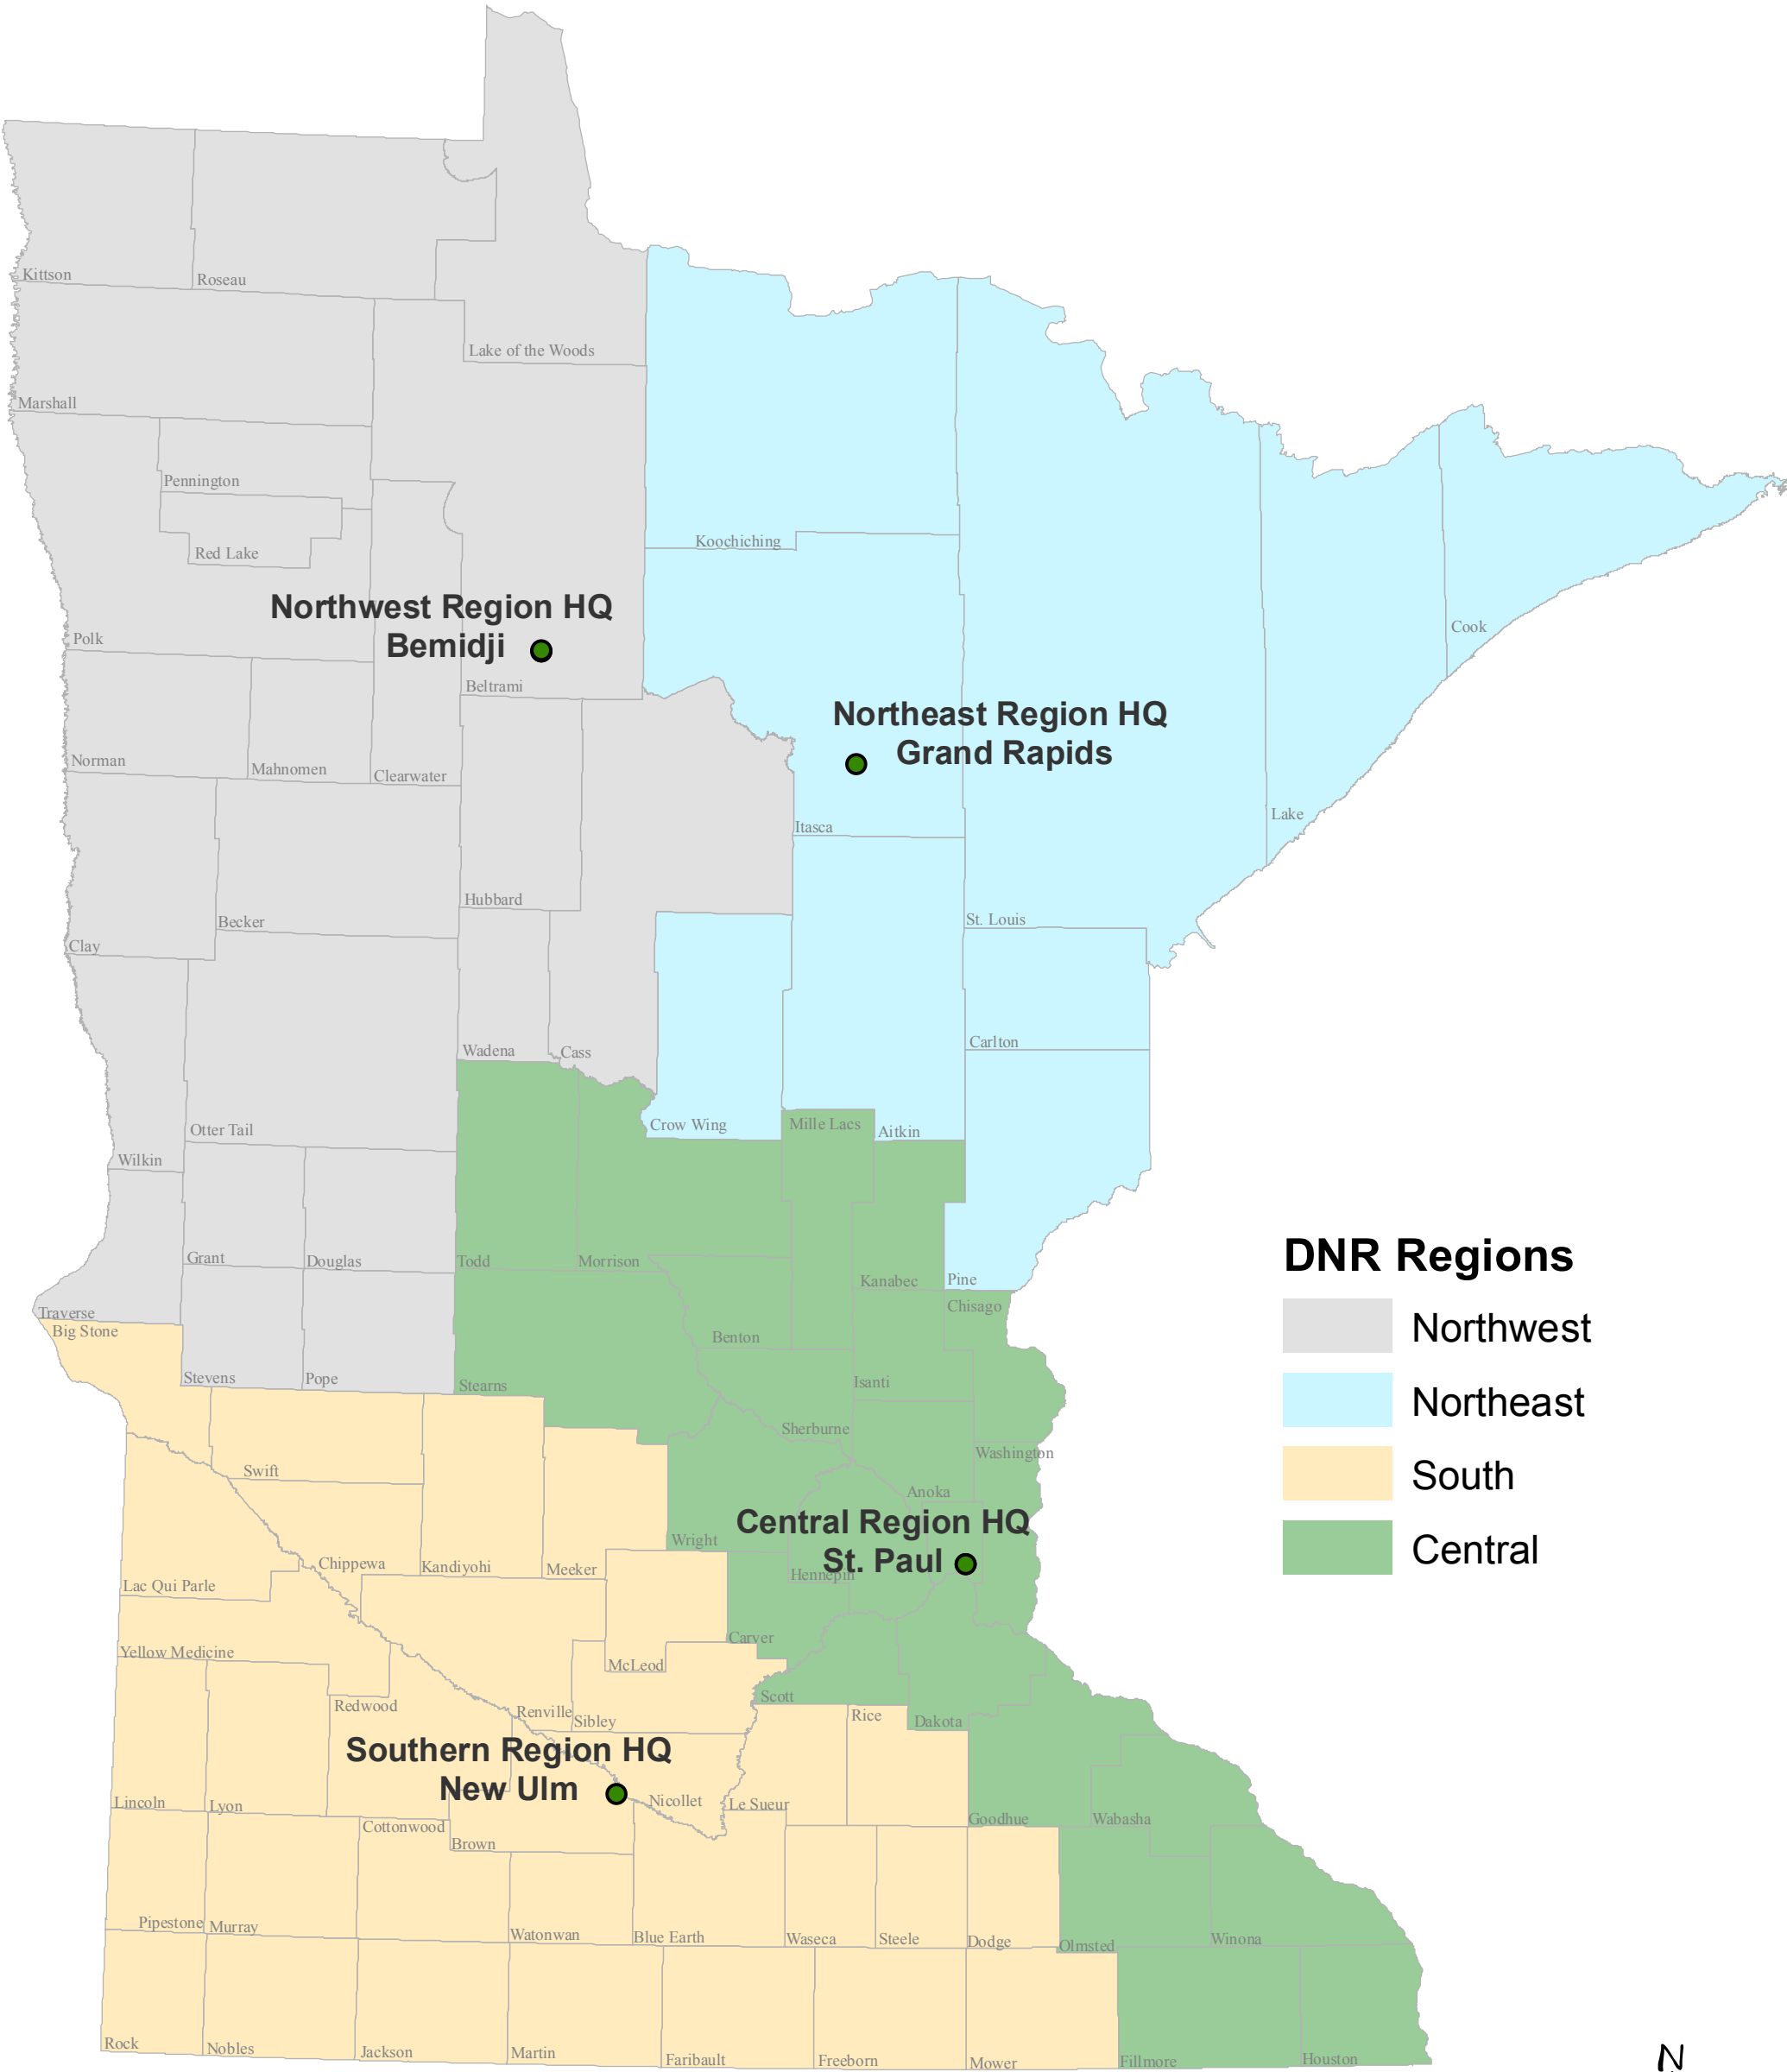 Kittson
Roseau
Lake of the Woods
Marshall
Pennington
Koochiching
Red Lake
Northwest Region HQ
Bemidji
Polk
Cook
Beltrami
Northeast Region HQ
Grand Rapids
Norman
Mahnomen
Clearwater
Lake
Itasca
Hubbard
St. Louis
Becker
Clay
Carlton
Wadena
Cass
Crow Wing
Mille Lacs
Aitkin
Otter Tail
Wilkin
Grant
Douglas
Todd
Morrison
Kanabec
Pine
Chisago
Traverse
Big Stone
Benton
Stevens
Pope
Stearns
Isanti
Sherburne
Washington
Swift
Anoka
Central Region HQ
St. Paul
Wright
Hennepin
Chippewa
Kandiyohi
Meeker
Lac Qui Parle
Carver
Yellow Medicine
McLeod
Scott
Redwood
Renville
Sibley
Rice
Dakota
Southern Region HQ
New Ulm
Nicollet
Le Sueur
Lincoln
Lyon
Goodhue
Wabasha
Cottonwood
Brown
Pipestone
Murray
Watonwan
Blue Earth
Waseca
Steele
Dodge
Olmsted
Winona
Rock
Nobles
Jackson
Martin
Faribault
Freeborn
Mower
Fillmore
Houston
DNR Regions
Northwest
Northeast
South
Central
N